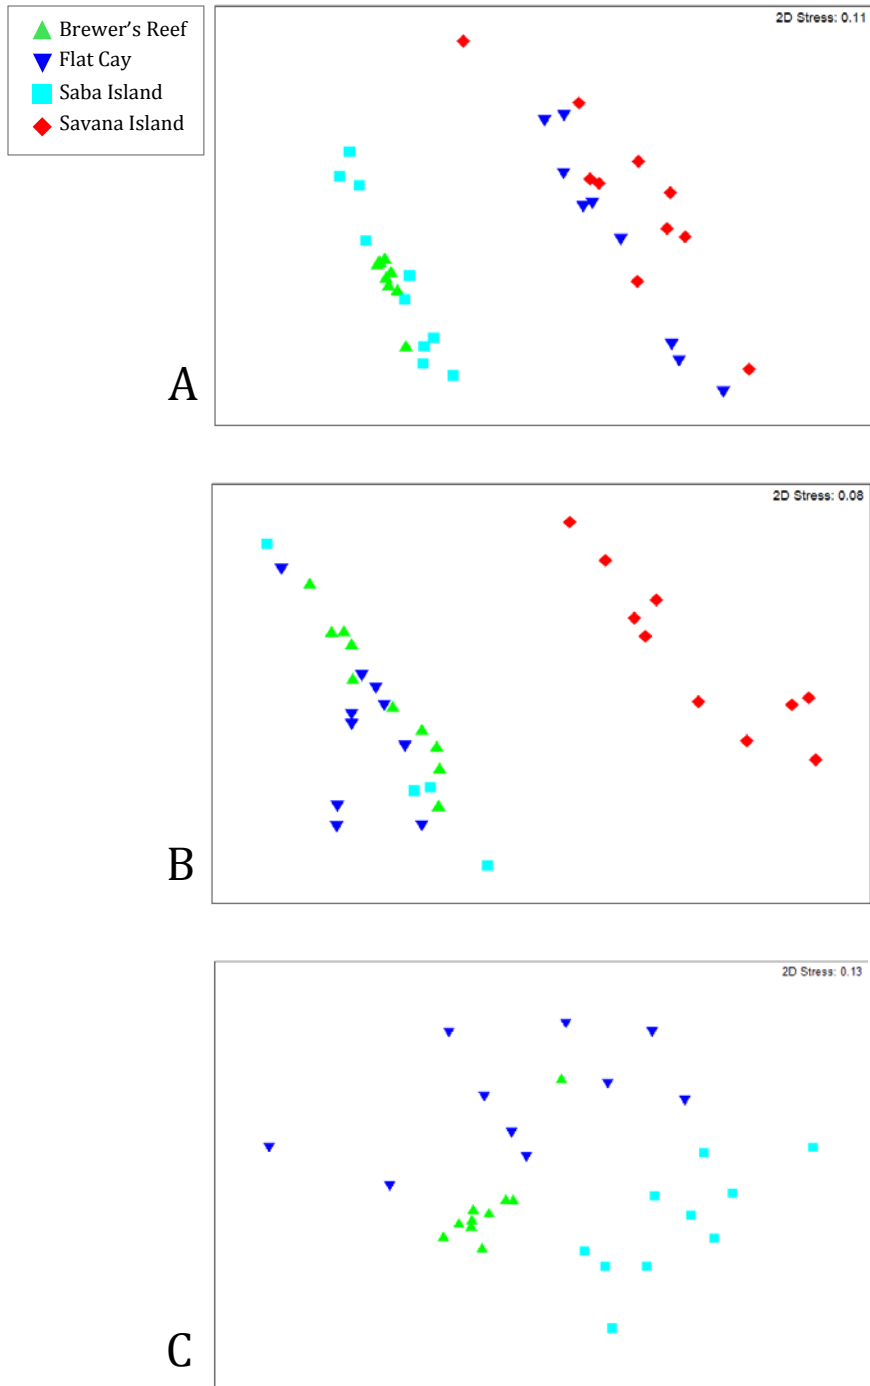 Brewer's Reef
Flat Cay
Saba Island
Savana Island
2D Stress: 0.11
A
2D Stress: 0.08
B
2D Stress: 0.13
C